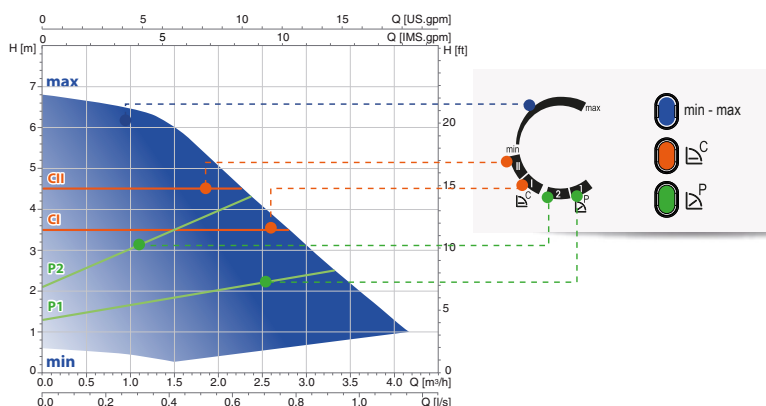 0 5 10 15 Q [US.gpm]
0 5 10 Q [IMS.gpm]
H [m] H [ft]
7
6
5
4
3
2
1
0
20
15
10
5
0
max
CII
CI
P2
P1
min
0.0 0.5 1.0 1.5 2.0 2.5 3.0 3.5 4.0 Q [m³/h]
0.0 0.2 0.4 0.6 0.8 1.0 Q [l/s]
max
min
II
I
2
1
C
P
min - max
C
P